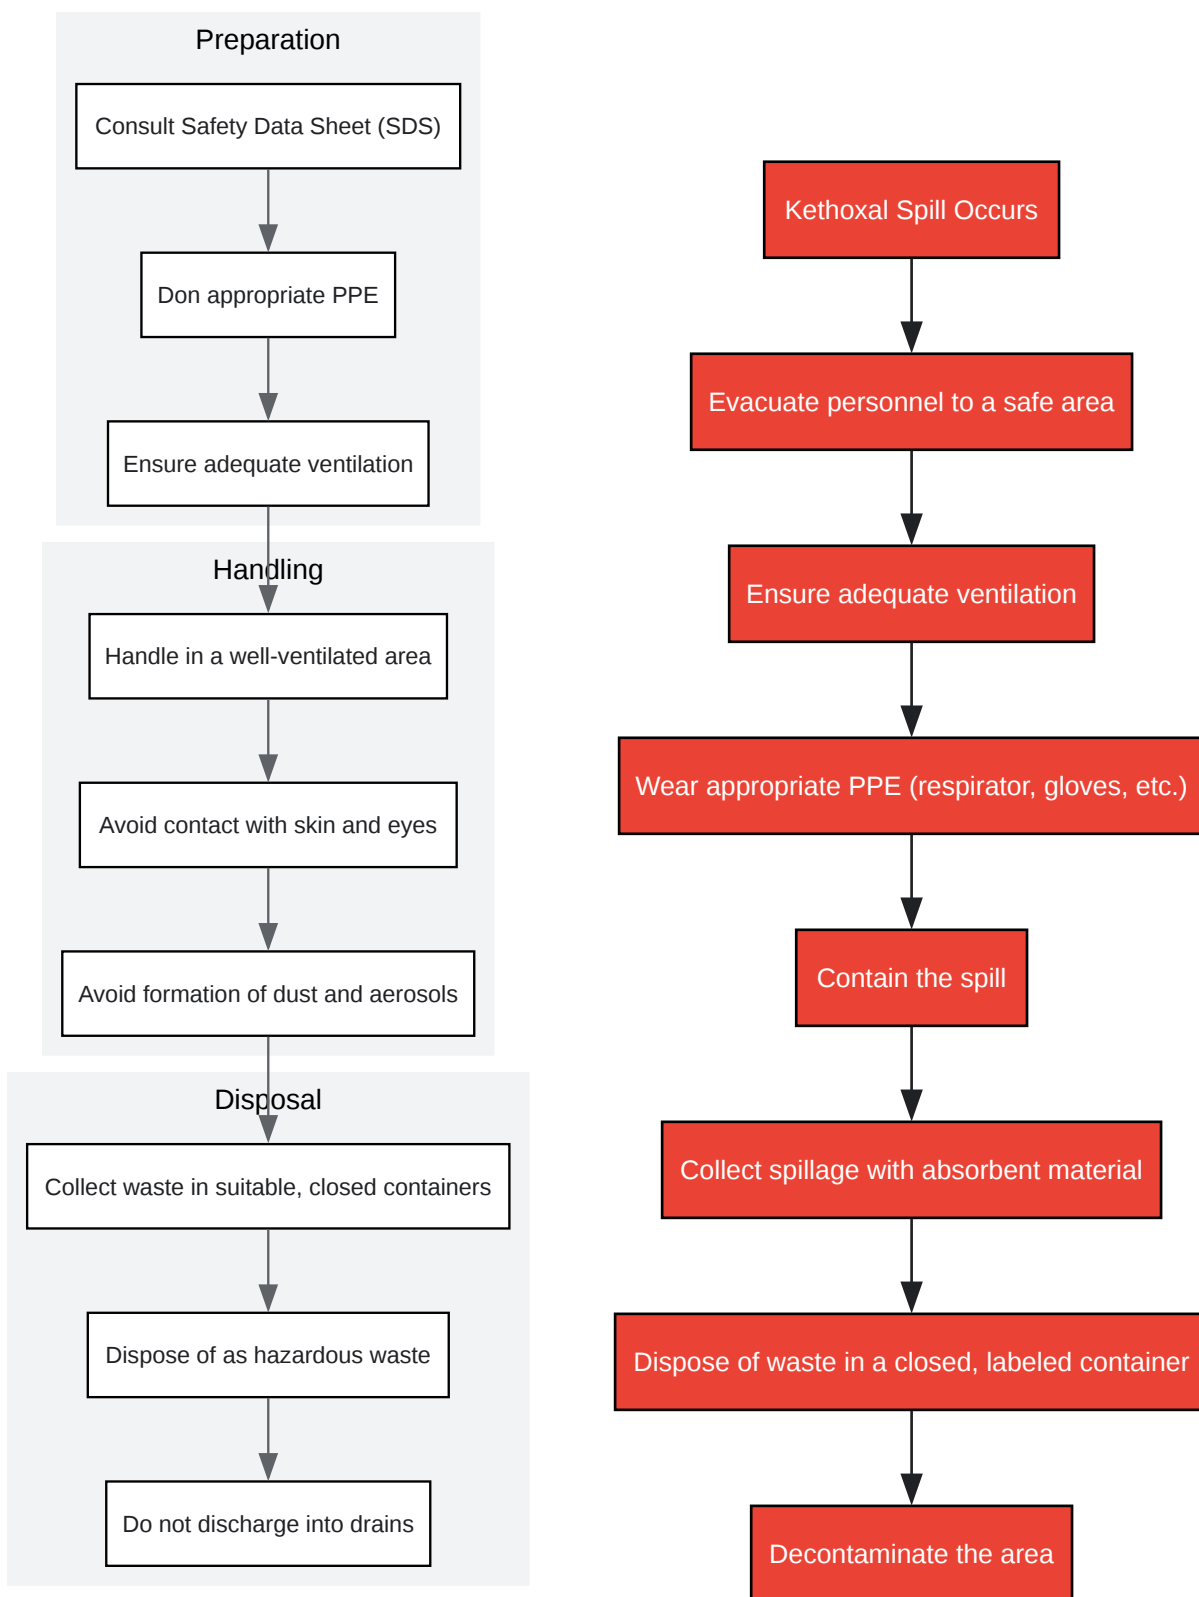 Preparation
Consult Safety Data Sheet (SDS)
Don appropriate PPE
Ensure adequate ventilation
Handling
Handle in a well-ventilated area
Avoid contact with skin and eyes
Avoid formation of dust and aerosols
Disposal
Collect waste in suitable, closed containers
Dispose of as hazardous waste
Do not discharge into drains
Kethoxal Spill Occurs
Evacuate personnel to a safe area
Ensure adequate ventilation
Wear appropriate PPE (respirator, gloves, etc.)
Contain the spill
Collect spillage with absorbent material
Dispose of waste in a closed, labeled container
Decontaminate the area